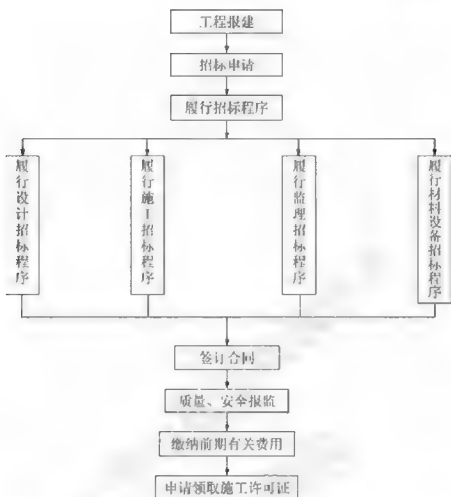 工程报建
招标申请
履行招标程序
履行设计招标程序
履行施工招标程序
履行监理招标程序
履行材料设备招标程序
签订合同
质量、安全报监
缴纳前期有关费用
申请领取施工许可证